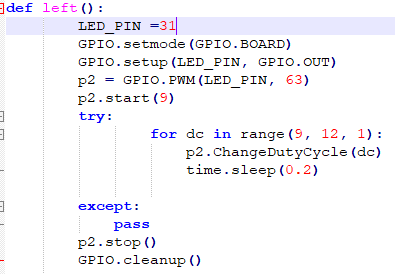 def left():
        LED_PIN =31
        GPIO.setmode(GPIO.BOARD)
        GPIO.setup(LED_PIN, GPIO.OUT)
        p2 = GPIO.PWM(LED_PIN, 63)
        p2.start(9)
        try:
                for dc in range(9, 12, 1):
                    p2.ChangeDutyCycle(dc)
                    time.sleep(0.2)
        except:
            pass
        p2.stop()
        GPIO.cleanup()